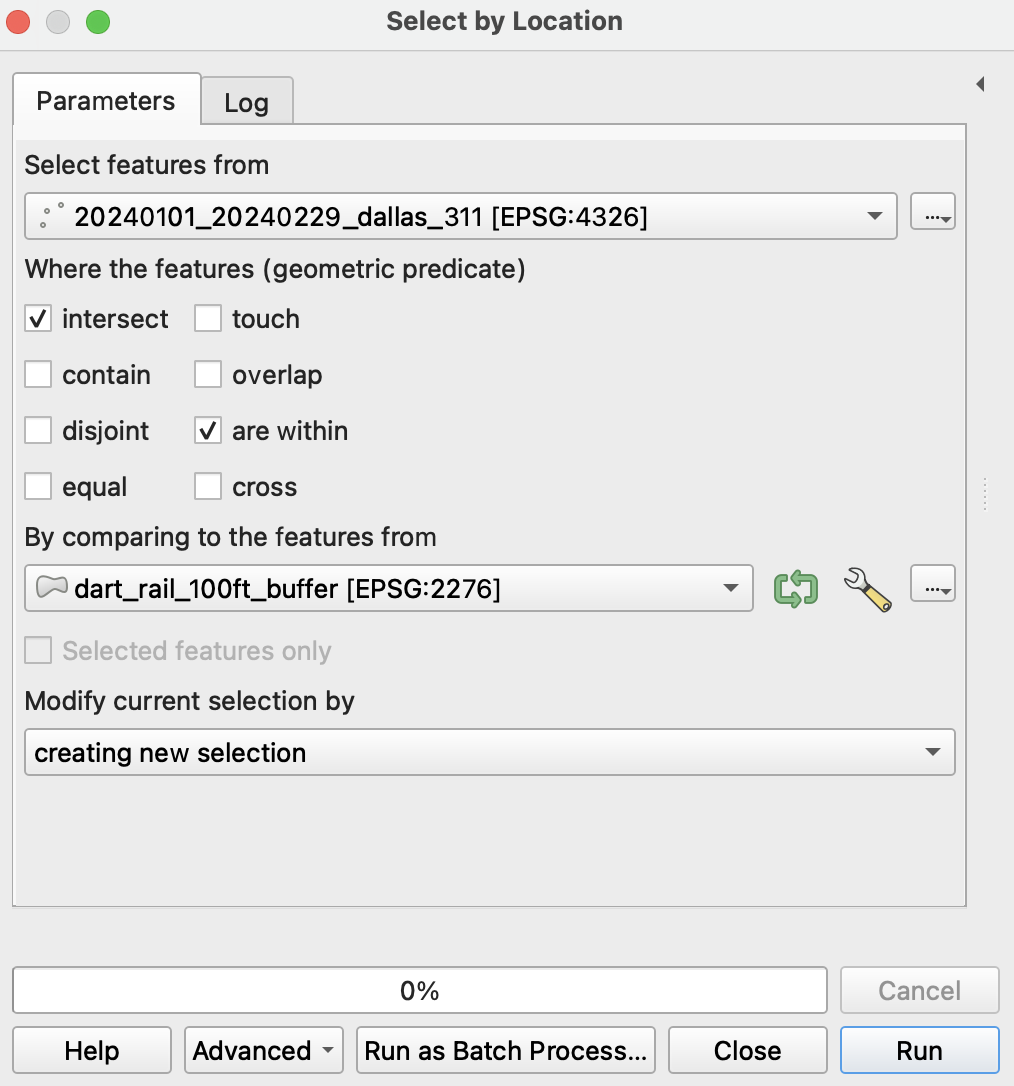 Select by Location
Parameters
Log
Select features from
20240101_20240229_dallas_311 [EPSG:4326]
...
Where the features (geometric predicate)
intersect
touch
contain
overlap
disjoint
are within
equal
cross
By comparing to the features from
dart_rail_100ft_buffer [EPSG:2276]
...
Selected features only
Modify current selection by
creating new selection
0%
Cancel
Help
Advanced
Run as Batch Process...
Close
Run